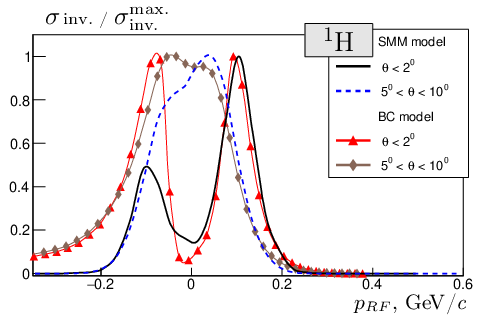 σ inv. / σ_inv.^max.
¹H
SMM model
θ < 2⁰
5⁰ < θ < 10⁰
BC model
θ < 2⁰
5⁰ < θ < 10⁰
1
0.8
0.6
0.4
0.2
0
−0.2 0 0.2 0.4 0.6
p_RF, GeV/c